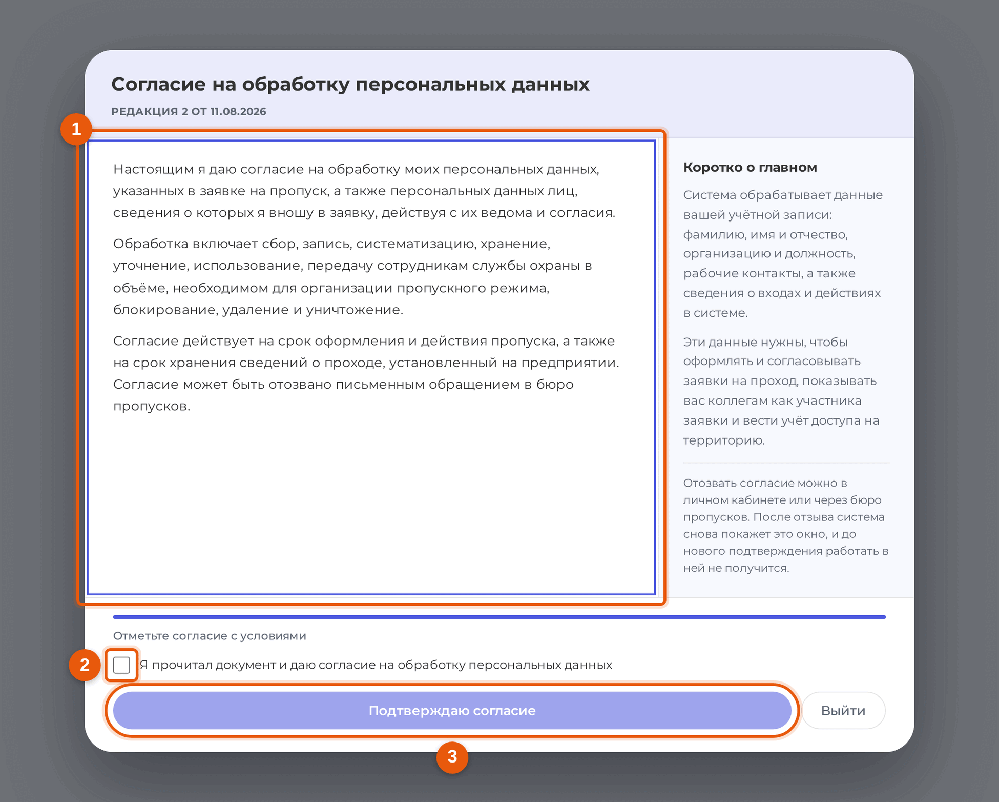 Согласие на обработку персональных данных
РЕДАКЦИЯ 2 ОТ 11.08.2026
1
Настоящим я даю согласие на обработку моих персональных данных,
указанных в заявке на пропуск, а также персональных данных лиц,
сведения о которых я вношу в заявку, действуя с их ведома и согласия.
Обработка включает сбор, запись, систематизацию, хранение,
уточнение, использование, передачу сотрудникам службы охраны в
объёме, необходимом для организации пропускного режима,
блокирование, удаление и уничтожение.
Согласие действует на срок оформления и действия пропуска, а также
на срок хранения сведений о проходе, установленный на предприятии.
Согласие может быть отозвано письменным обращением в бюро
пропусков.
Коротко о главном
Система обрабатывает данные
вашей учётной записи:
фамилию, имя и отчество,
организацию и должность,
рабочие контакты, а также
сведения о входах и действиях
в системе.
Эти данные нужны, чтобы
оформлять и согласовывать
заявки на проход, показывать
вас коллегам как участника
заявки и вести учёт доступа на
территорию.
Отозвать согласие можно в
личном кабинете или через бюро
пропусков. После отзыва система
снова покажет это окно, и до
нового подтверждения работать в
ней не получится.
Отметьте согласие с условиями
2
Я прочитал документ и даю согласие на обработку персональных данных
Подтверждаю согласие
Выйти
3